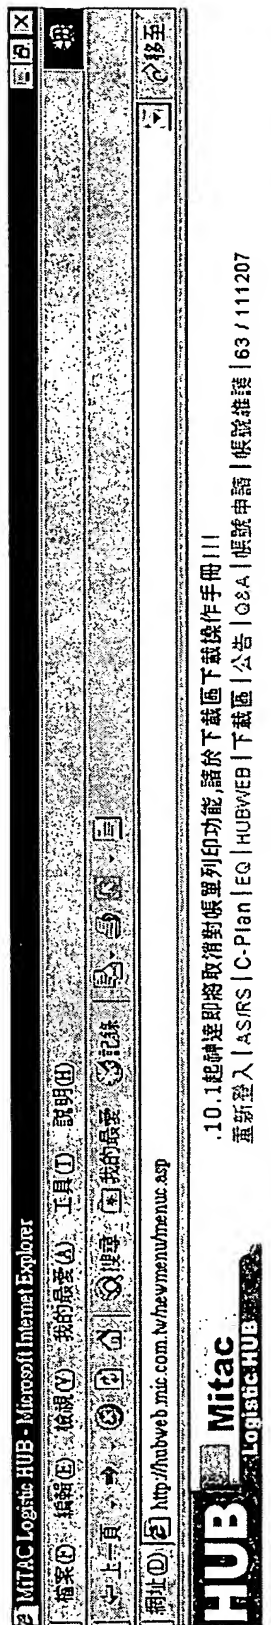 MITAC Logistic HUB - Microsoft Internet Explorer
檔案(F) 編輯(E) 檢視(V) 我的最愛(A) 工具(T) 說明(H)
上一頁 搜尋 我的最愛 記錄
網址(D) http://hubweb.mic.com.tw/newmenu/menuc.asp 移至
HUB Mitac
Logistic HUB
.10.1起神達即將取消對帳單列印功能,請於下載區下載操作手冊!!!
重新登入 | AS/RS | C-Plan | EQ | HUBWEB | 下載區 | 公告 | Q&A | 帳號申請 | 帳號維護 | 63 / 111207